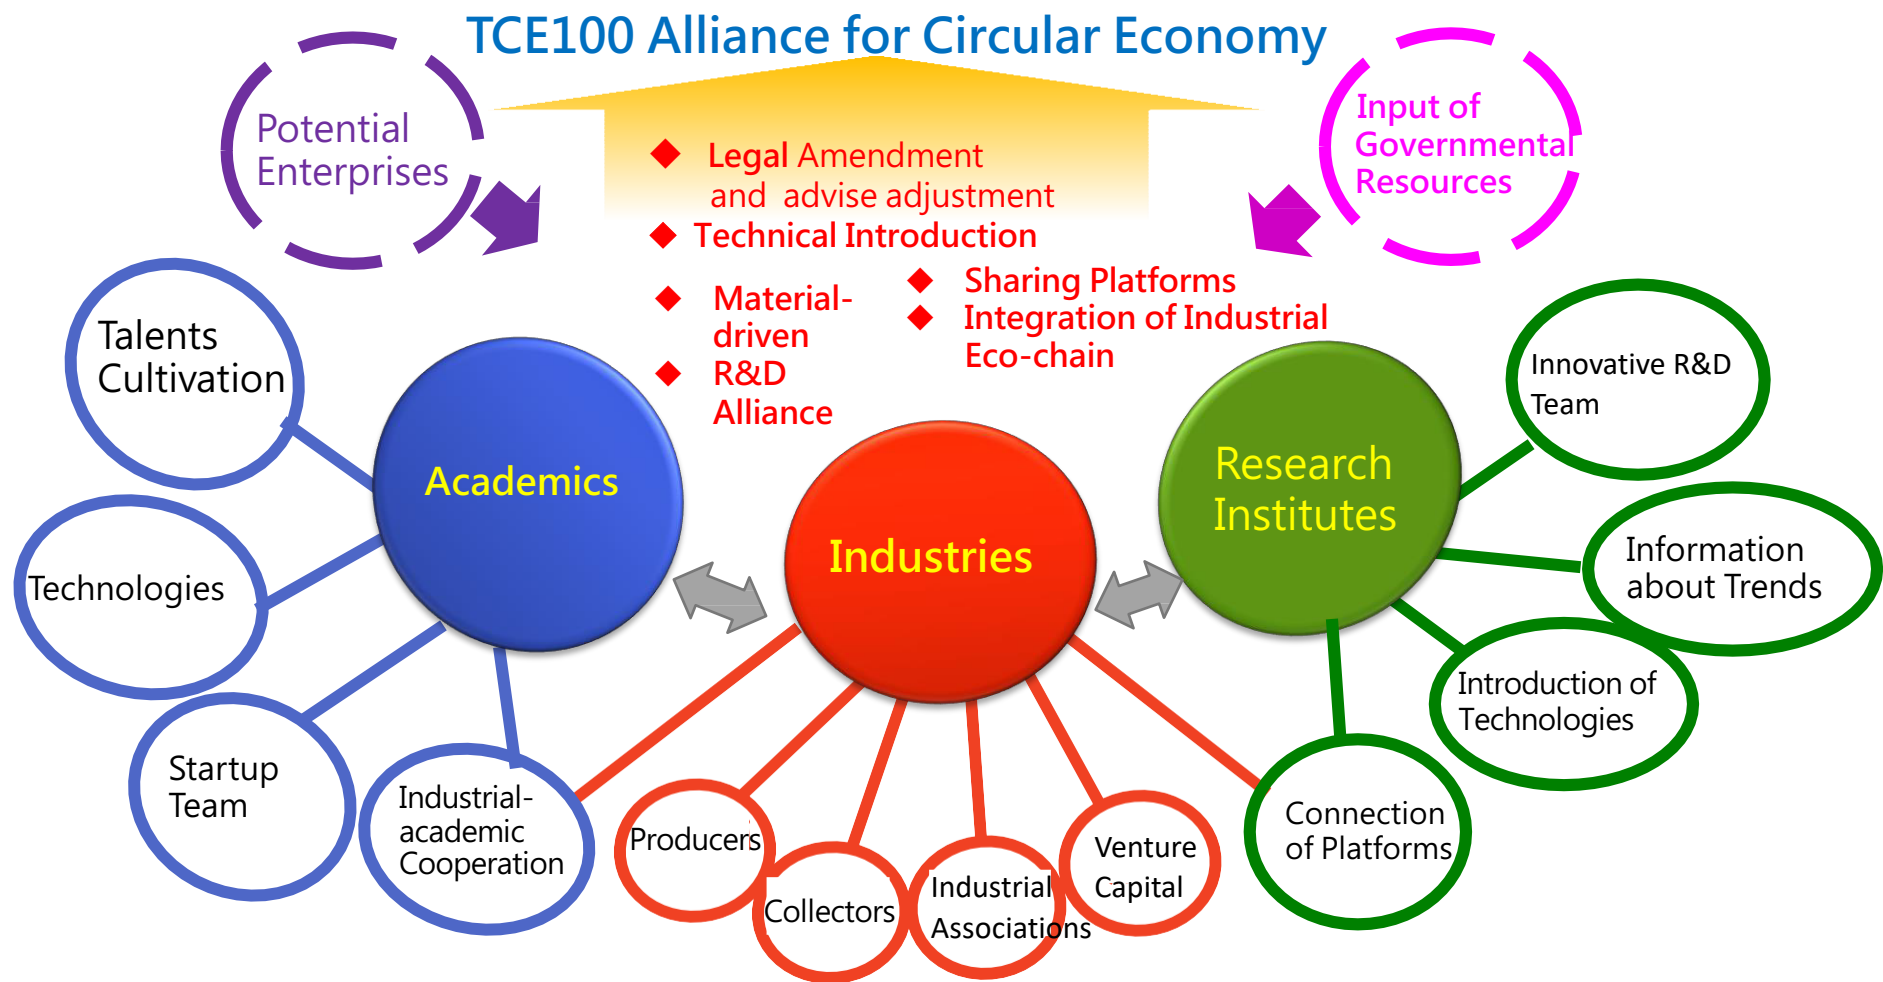 TCE100 Alliance for Circular Economy
Potential
Enterprises
Input of
Governmental
Resources
Legal Amendment
and advise adjustment
Technical Introduction
Material-
driven
R&D
Alliance
Sharing Platforms
Integration of Industrial
Eco-chain
Talents
Cultivation
Technologies
Startup
Team
Industrial-
academic
Cooperation
Academics
Industries
Research
Institutes
Producers
Collectors
Industrial
Associations
Venture
Capital
Innovative R&D
Team
Information
about Trends
Introduction of
Technologies
Connection
of Platforms